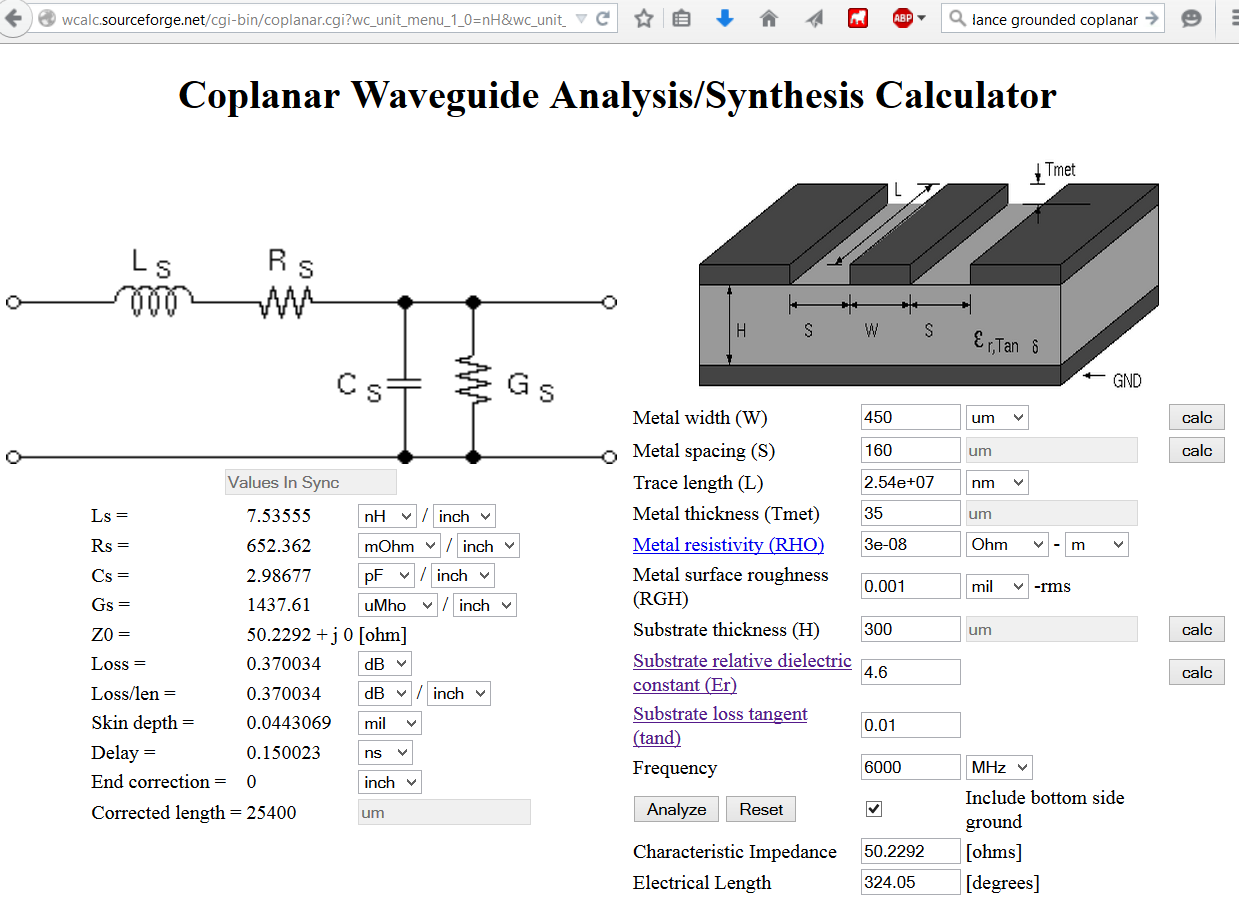 wcalc.sourceforge.net/cgi-bin/coplanar.cgi?wc_unit_menu_1_0=nH&wc_unit_
ABP
dance grounded coplanar
Coplanar Waveguide Analysis/Synthesis Calculator
L S
R S
C S
G S
Tmet
L
H
S
W
S
εr,Tan δ
GND
Values In Sync
Ls = 7.53555 nH / inch
Rs = 652.362 mOhm / inch
Cs = 2.98677 pF / inch
Gs = 1437.61 uMho / inch
Z0 = 50.2292 + j 0 [ohm]
Loss = 0.370034 dB
Loss/len = 0.370034 dB / inch
Skin depth = 0.0443069 mil
Delay = 0.150023 ns
End correction = 0 inch
Corrected length = 25400 um
Metal width (W) 450 um calc
Metal spacing (S) 160 um calc
Trace length (L) 2.54e+07 nm
Metal thickness (Tmet) 35 um
Metal resistivity (RHO) 3e-08 Ohm - m
Metal surface roughness
(RGH) 0.001 mil -rms
Substrate thickness (H) 300 um calc
Substrate relative dielectric
constant (Er) 4.6 calc
Substrate loss tangent
(tand) 0.01
Frequency 6000 MHz
Analyze Reset Include bottom side
ground
Characteristic Impedance 50.2292 [ohms]
Electrical Length 324.05 [degrees]